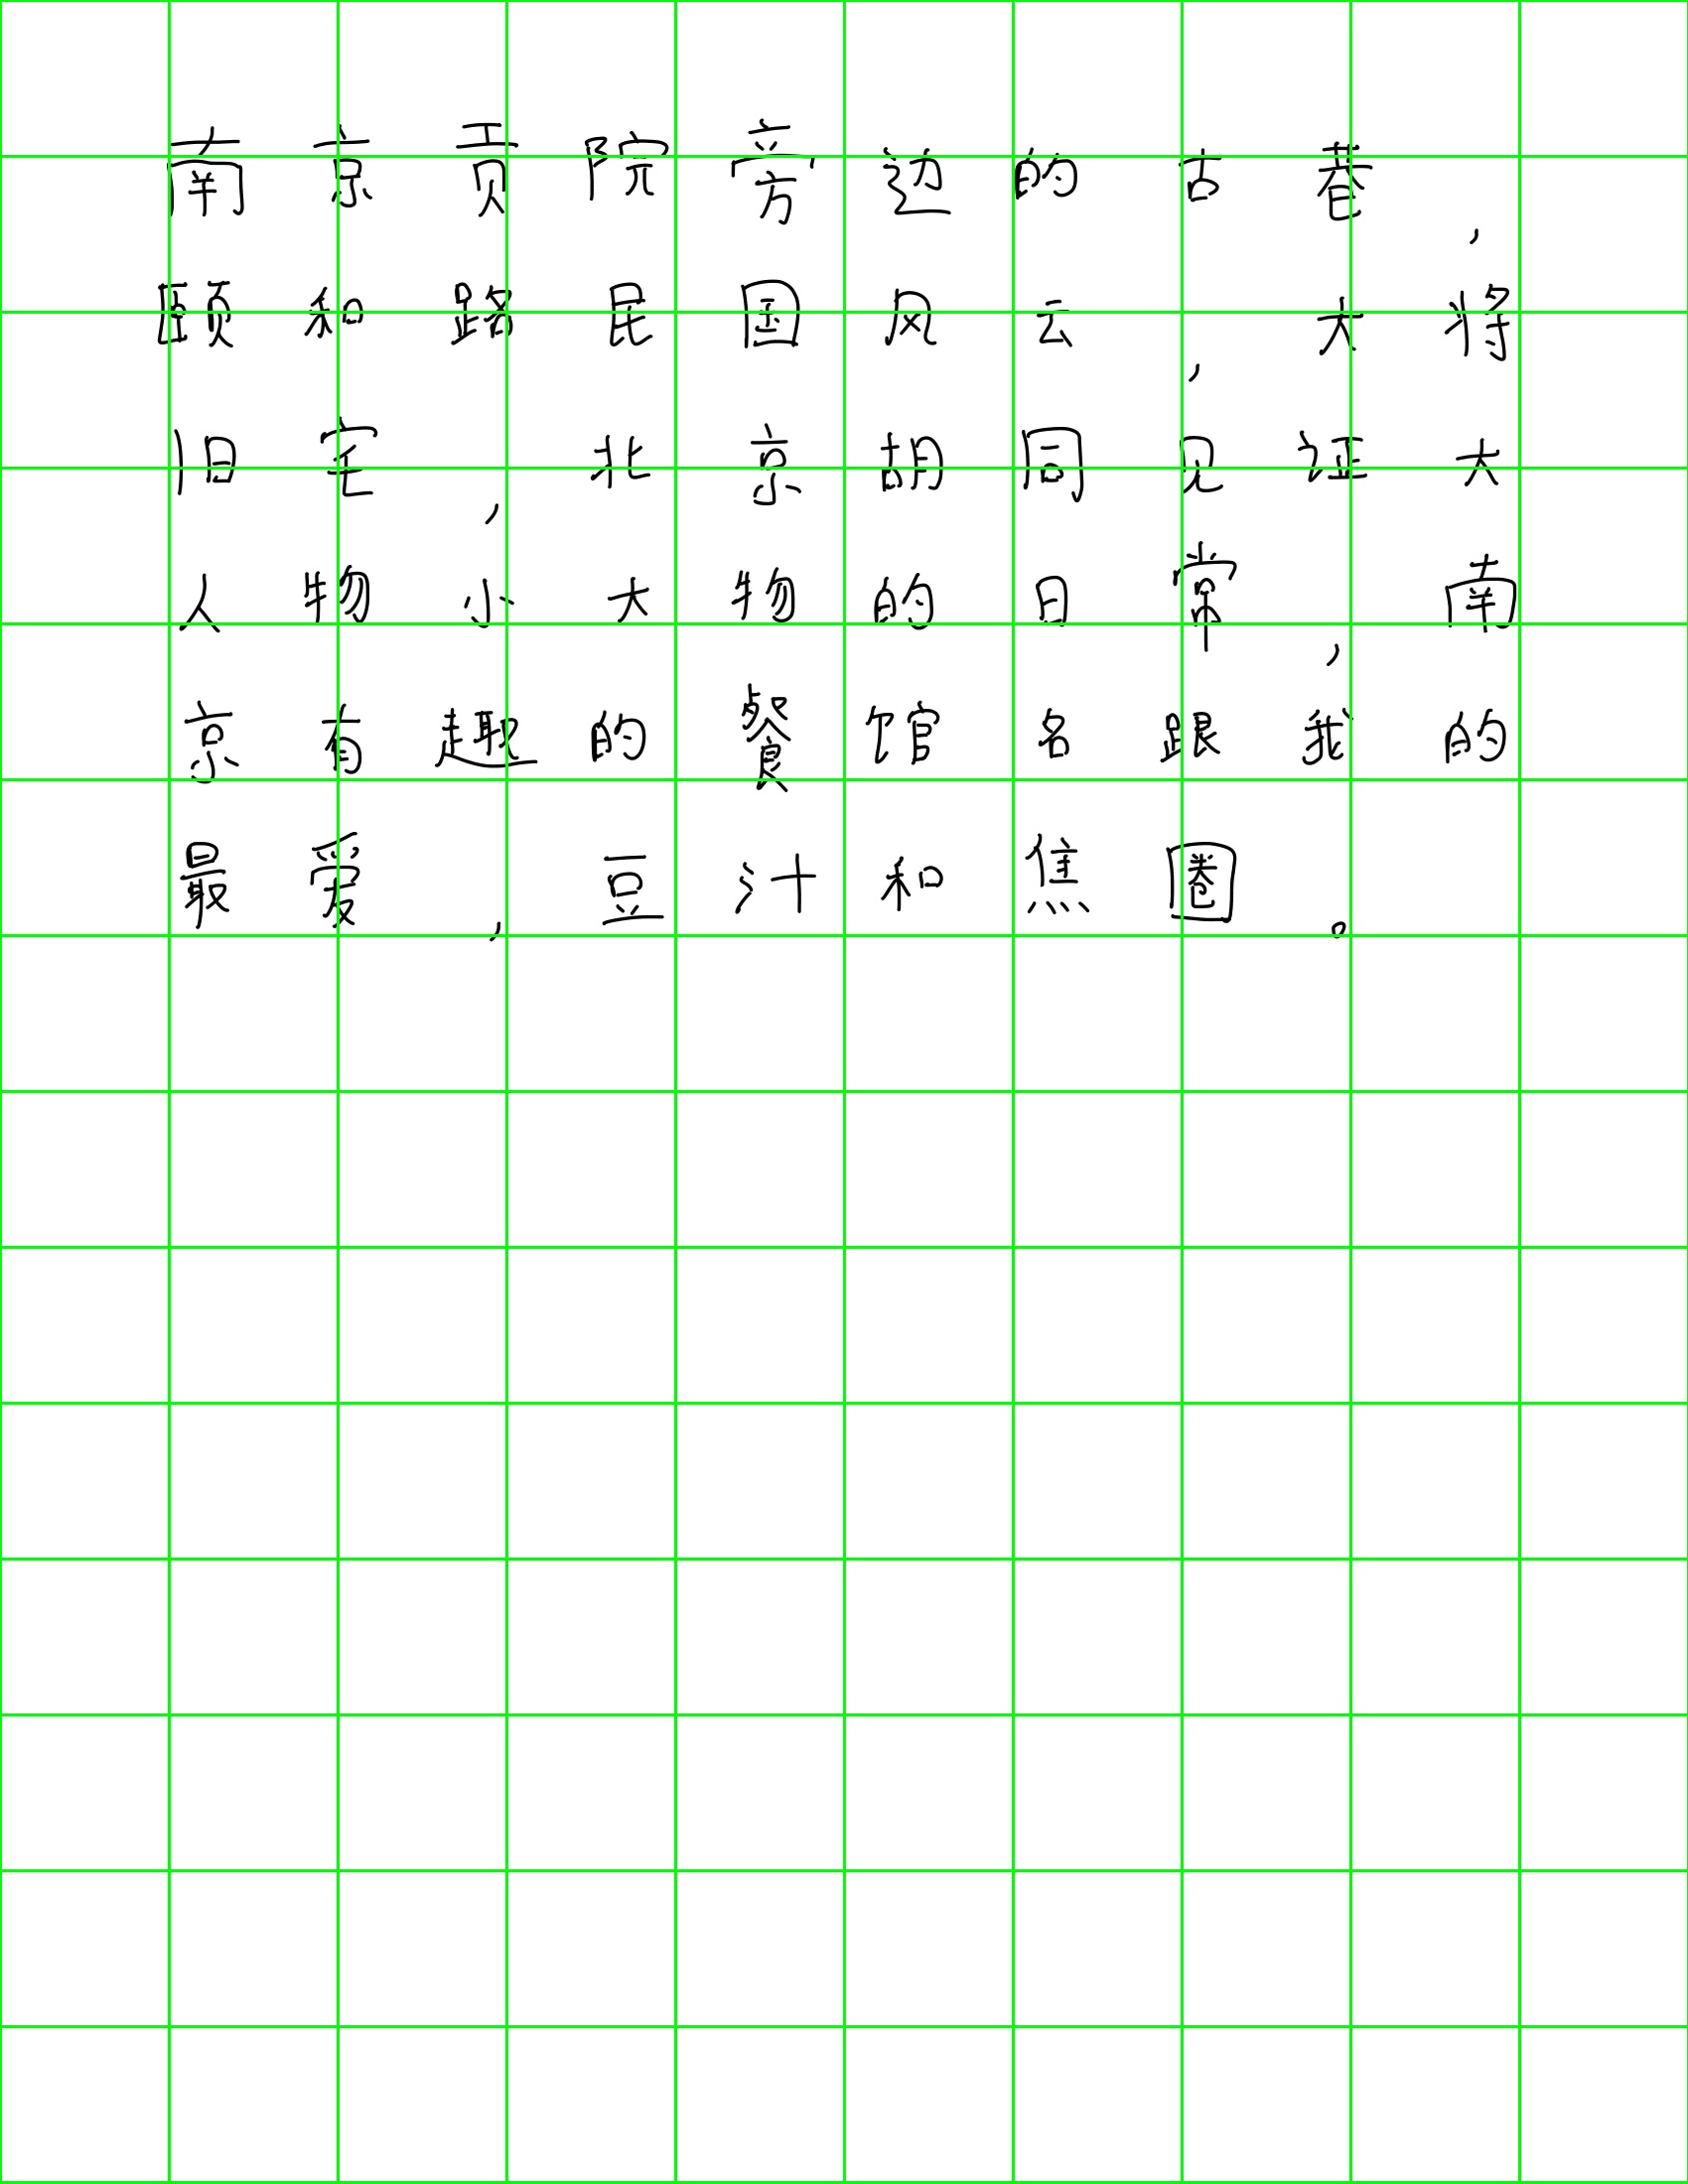 南京贡院旁边的古巷，
颐和路民国风云，大将
旧宅，北京胡同见证大
人物小大物的日常，南
京有趣的餐馆名跟我的
最爱，豆汁和焦圈。